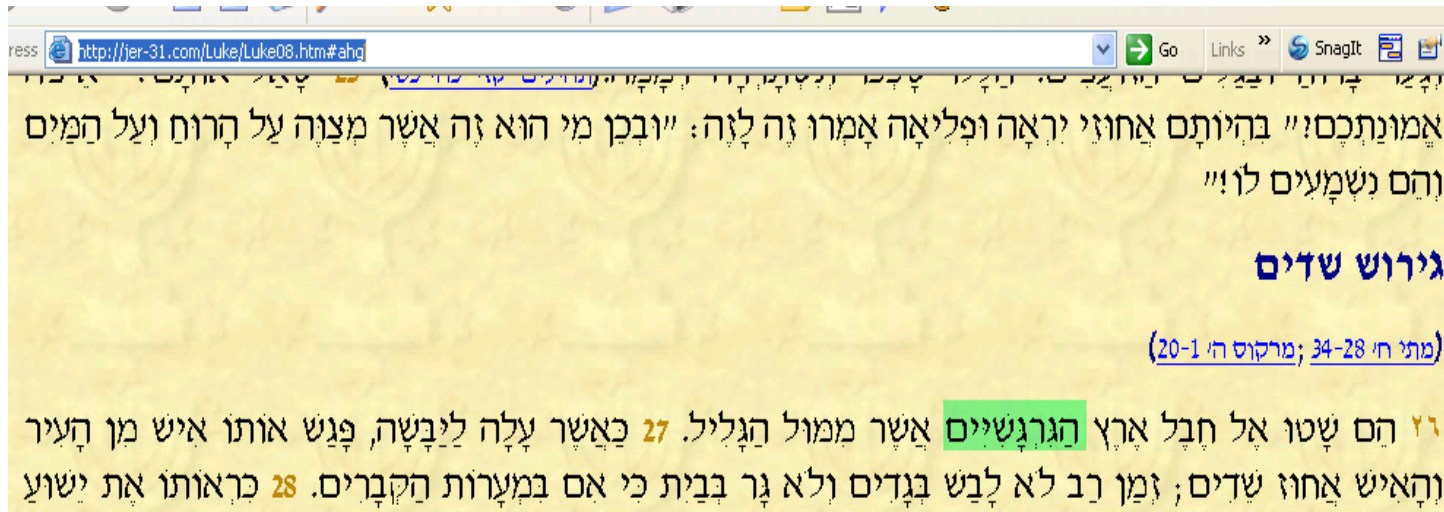 ress http://jer-31.com/Luke/Luke08.htm#ahg Go Links » SnagIt
אֱמוּנַתְכֶם?״ בִּהְיוֹתָם אֲחוּזֵי יִרְאָה וּפְלִיאָה אָמְרוּ זֶה לָזֶה: ״וּבְכֵן מִי הוּא זֶה אֲשֶׁר מְצַוֶּה עַל הָרוּחַ וְעַל הַמַּיִם
וְהֵם נִשְׁמָעִים לוֹ?״
גירוש שדים
(מתי ח׳ 34-28 ;מרקוס ה׳ 20-1)
הֵם שָׁטוּ אֶל חֶבֶל אֶרֶץ הַגִּרְגָּשִׁיִּים אֲשֶׁר מִמּוּל הַגָּלִיל. 27 כַּאֲשֶׁר עָלָה לַיַּבָּשָׁה, פָּגַשׁ אוֹתוֹ אִישׁ מִן הָעִיר
וְהָאִישׁ אֲחוּז שֵׁדִים; זְמַן רַב לֹא לָבַשׁ בְּגָדִים וְלֹא גָּר בְּבַיִת כִּי אִם בִּמְעָרוֹת הַקְּבָרִים. 28 כִּרְאוֹתוֹ אֶת יֵשׁוּעַ